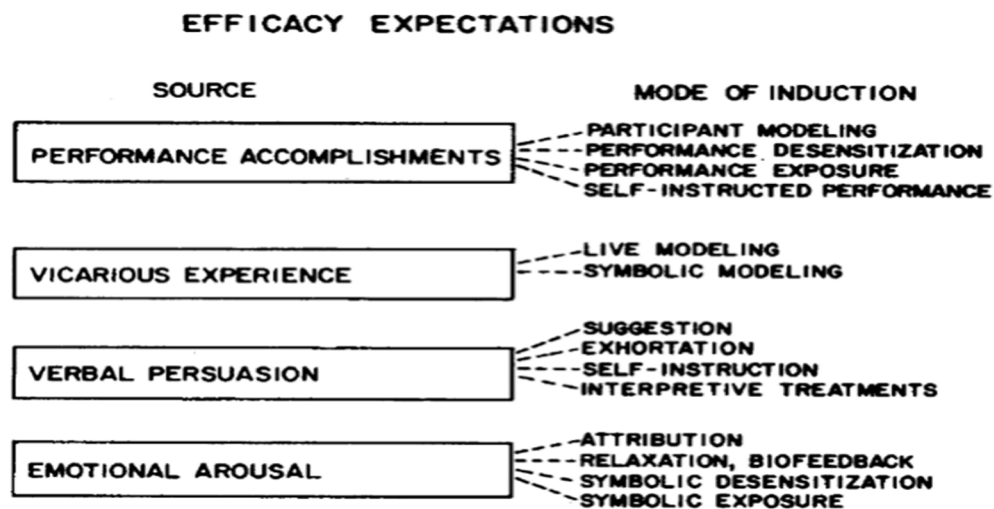 EFFICACY EXPECTATIONS
SOURCE
MODE OF INDUCTION
PERFORMANCE ACCOMPLISHMENTS
PARTICIPANT MODELING
PERFORMANCE DESENSITIZATION
PERFORMANCE EXPOSURE
SELF-INSTRUCTED PERFORMANCE
VICARIOUS EXPERIENCE
LIVE MODELING
SYMBOLIC MODELING
VERBAL PERSUASION
SUGGESTION
EXHORTATION
SELF-INSTRUCTION
INTERPRETIVE TREATMENTS
EMOTIONAL AROUSAL
ATTRIBUTION
RELAXATION, BIOFEEDBACK
SYMBOLIC DESENSITIZATION
SYMBOLIC EXPOSURE